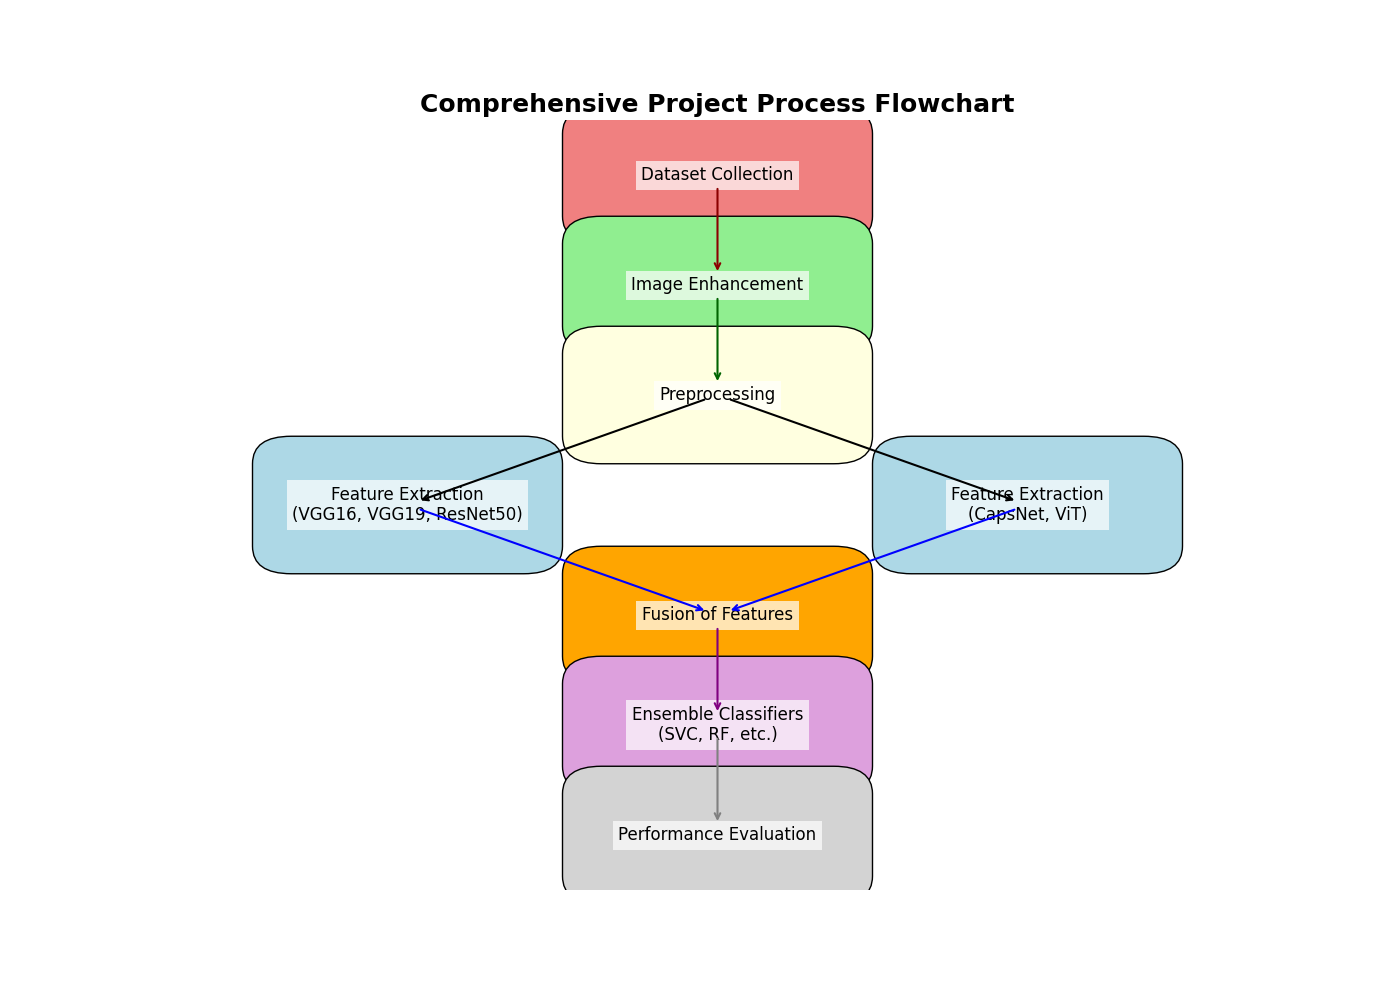 Comprehensive Project Process Flowchart
Dataset Collection
Image Enhancement
Preprocessing
Feature Extraction
(VGG16, VGG19, ResNet50)
Feature Extraction
(CapsNet, ViT)
Fusion of Features
Ensemble Classifiers
(SVC, RF, etc.)
Performance Evaluation